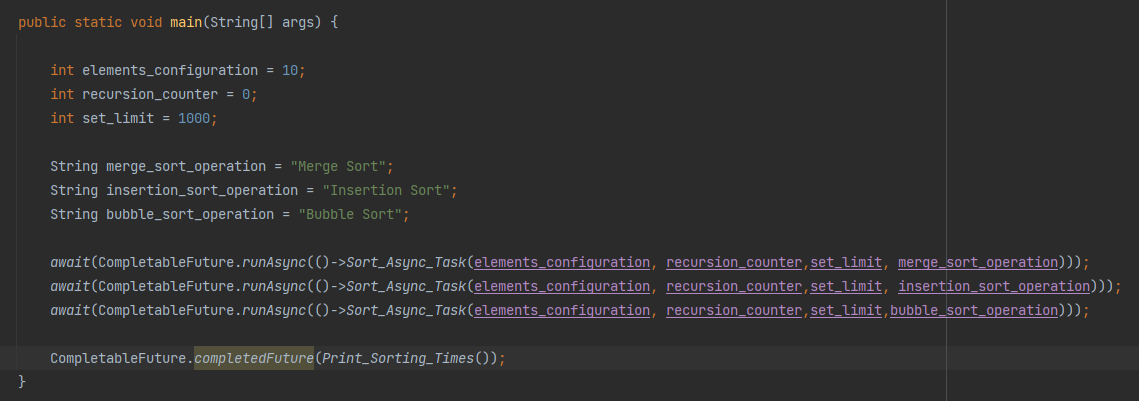 public static void main(String[] args) {
int elements_configuration = 10;
int recursion_counter = 0;
int set_limit = 1000;
String merge_sort_operation = "Merge Sort";
String insertion_sort_operation = "Insertion Sort";
String bubble_sort_operation = "Bubble Sort";
await(CompletableFuture.runAsync(()->Sort_Async_Task(elements_configuration, recursion_counter,set_limit, merge_sort_operation)));
await(CompletableFuture.runAsync(()->Sort_Async_Task(elements_configuration, recursion_counter,set_limit, insertion_sort_operation)));
await(CompletableFuture.runAsync(()->Sort_Async_Task(elements_configuration, recursion_counter,set_limit,bubble_sort_operation)));
CompletableFuture.completedFuture(Print_Sorting_Times());
}